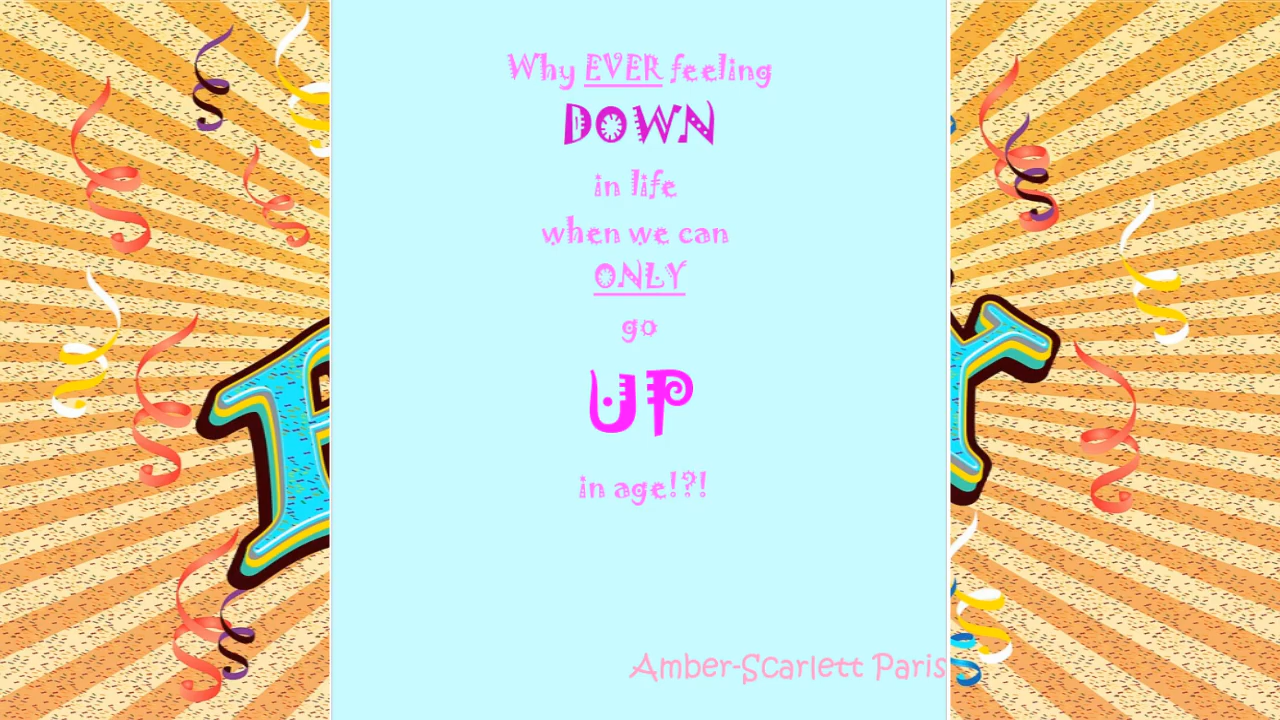 Why EVER feeling
DOWN
in life
when we can
ONLY
go
UP
in age!?!
Amber-Scarlett Paris